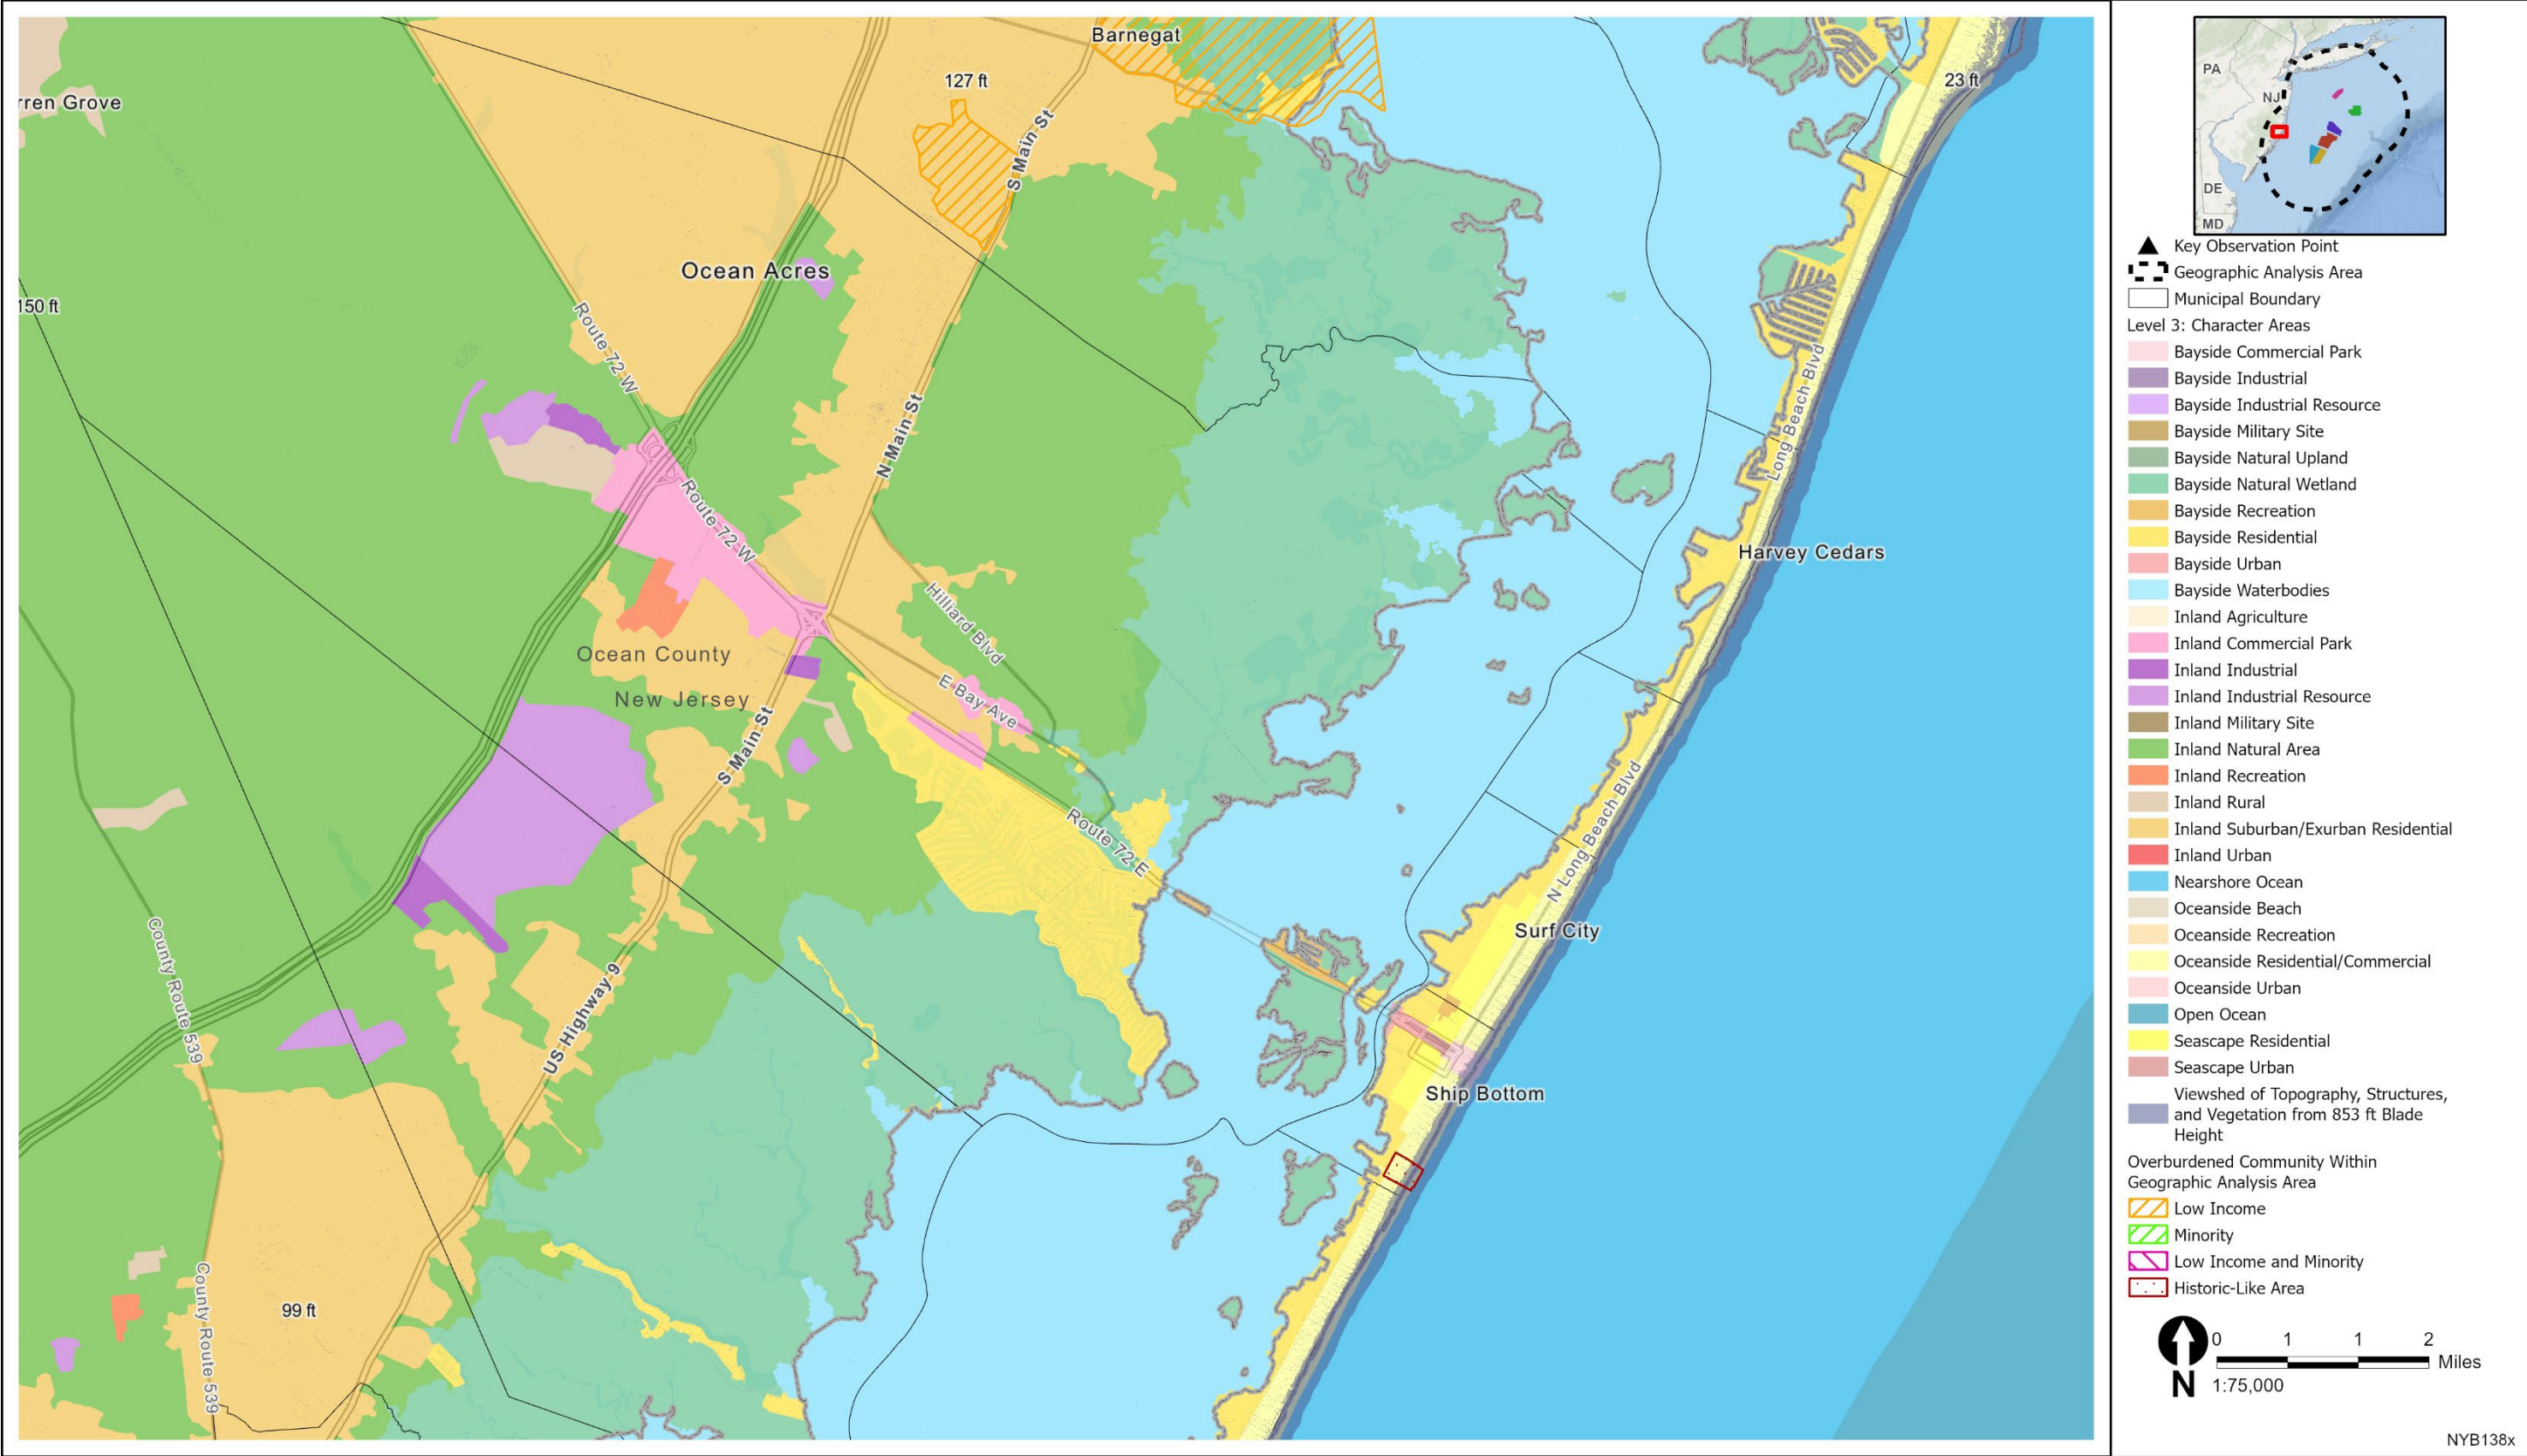 Barnegat
127 ft
23 ft
rren Grove
S Main St
Ocean Acres
150 ft
Route 72 W
Long Beach Blvd
N Main St
Route 72 W
Harvey Cedars
Hilliard Blvd
Ocean County
New Jersey
E Bay Ave
S Main St
N Long Beach Blvd
Route 72 E
Surf City
County Route 539
US Highway 9
Ship Bottom
County Route 539
99 ft
PA
NJ
DE
MD
Key Observation Point
Geographic Analysis Area
Municipal Boundary
Level 3: Character Areas
Bayside Commercial Park
Bayside Industrial
Bayside Industrial Resource
Bayside Military Site
Bayside Natural Upland
Bayside Natural Wetland
Bayside Recreation
Bayside Residential
Bayside Urban
Bayside Waterbodies
Inland Agriculture
Inland Commercial Park
Inland Industrial
Inland Industrial Resource
Inland Military Site
Inland Natural Area
Inland Recreation
Inland Rural
Inland Suburban/Exurban Residential
Inland Urban
Nearshore Ocean
Oceanside Beach
Oceanside Recreation
Oceanside Residential/Commercial
Oceanside Urban
Open Ocean
Seascape Residential
Seascape Urban
Viewshed of Topography, Structures,
and Vegetation from 853 ft Blade
Height
Overburdened Community Within
Geographic Analysis Area
Low Income
Minority
Low Income and Minority
Historic-Like Area
0 1 1 2
Miles
N 1:75,000
NYB138x